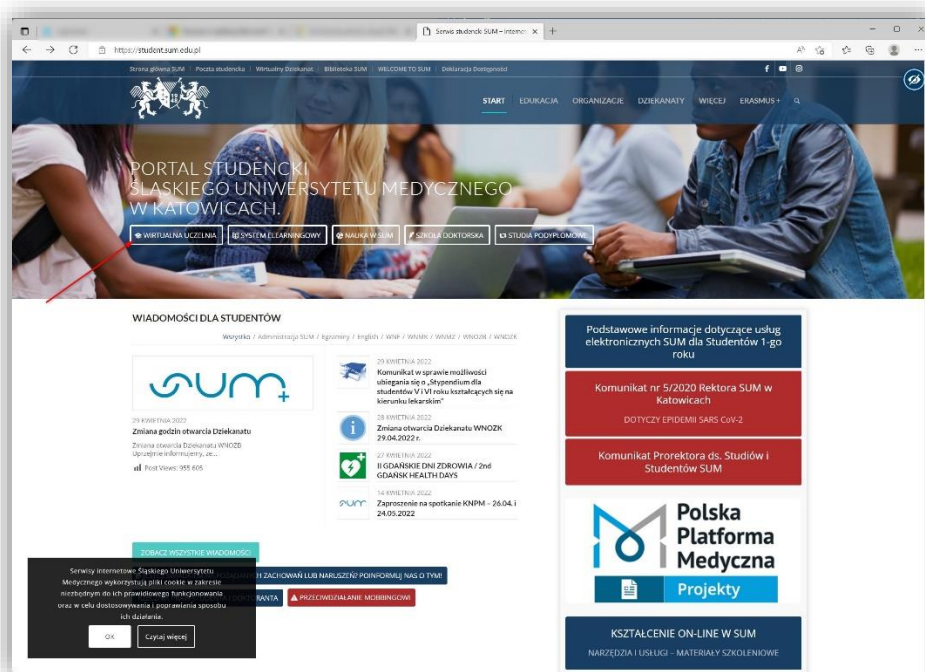 Serwis studencki SUM – Interne
https://student.sum.edu.pl
Strona główna SUM | Poczta studencka | Wirtualny Dziekanat | Biblioteka SUM | WELCOME TO SUM | Deklaracja Dostępności
START EDUKACJA ORGANIZACJE DZIEKANATY WIĘCEJ ERASMUS+
PORTAL STUDENCKI
ŚLĄSKIEGO UNIWERSYTETU MEDYCZNEGO
W KATOWICACH.
WIRTUALNA UCZELNIA SYSTEM ELEARNINGOWY NAUKA W SUM SZKOŁA DOKTORSKA STUDIA PODYPLOMOWE
WIADOMOŚCI DLA STUDENTÓW
Wszystko / Administracja SUM / Egzaminy / English / WNF / WNMK / WNMZ / WNOZB / WNOZK
SUM
29 KWIETNIA 2022
Zmiana godzin otwarcia Dziekanatu
Zmiana otwarcia Dziekanatu WNOZB
Uprzejmie informujemy, że...
Post Views: 955 605
29 KWIETNIA 2022
Komunikat w sprawie możliwości
ubiegania się o „Stypendium dla
studentów V i VI roku kształcących się na
kierunku lekarskim”
28 KWIETNIA 2022
Zmiana otwarcia Dziekanatu WNOZK
29.04.2022 r.
27 KWIETNIA 2022
II GDAŃSKIE DNI ZDROWIA / 2nd
GDAŃSK HEALTH DAYS
14 KWIETNIA 2022
Zaproszenie na spotkanie KNPM – 26.04. i
24.05.2022
ZOBACZ WSZYSTKIE WIADOMOŚCI
ZACHOWAŃ LUB NARUSZEŃ? POINFORMUJ NAS O TYM!
PRZECIWDZIAŁANIE MOBBINGOWI
Serwisy internetowe Śląskiego Uniwersytetu
Medycznego wykorzystują pliki cookie w zakresie
niezbędnym do ich prawidłowego funkcjonowania
oraz w celu dostosowywania i poprawiania sposobu
ich działania.
OK Czytaj więcej
Podstawowe informacje dotyczące usług
elektronicznych SUM dla Studentów 1-go
roku
Komunikat nr 5/2020 Rektora SUM w
Katowicach
DOTYCZY EPIDEMII SARS CoV-2
Komunikat Prorektora ds. Studiów i
Studentów SUM
Polska
Platforma
Medyczna
Projekty
KSZTAŁCENIE ON-LINE W SUM
NARZĘDZIA I USŁUGI – MATERIAŁY SZKOLENIOWE